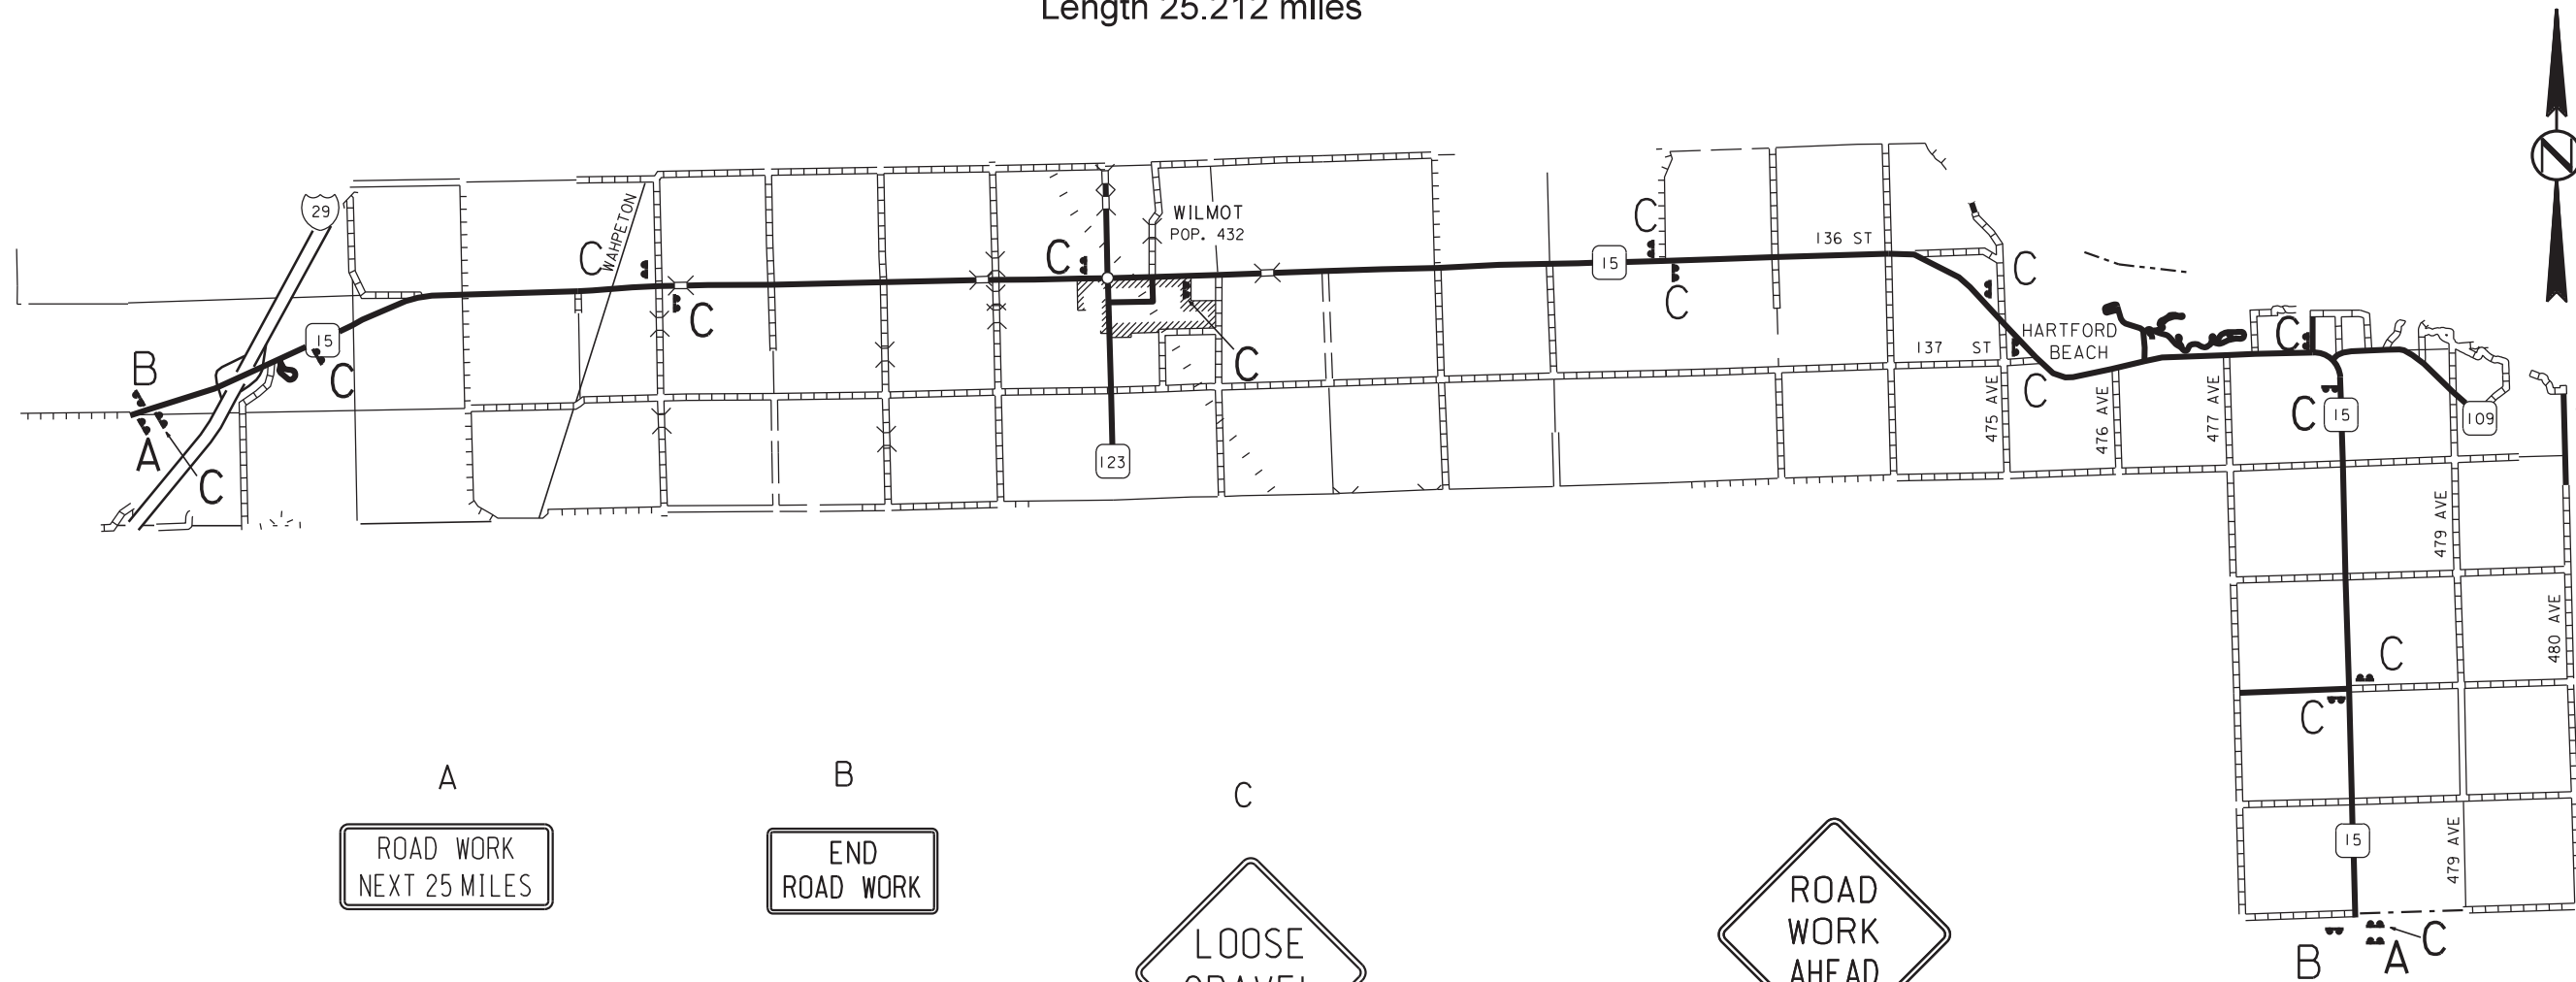 Length 25.212 miles
29
WAHPETON
C
C
C
WILMOT
POP. 432
C
15
136 ST
C
C
15
B
C
A
C
C
123
137 ST
475 AVE
HARTFORD
BEACH
C
476 AVE
477 AVE
C
C
15
109
479 AVE
480 AVE
C
C
15
479 AVE
B
A
C
A
ROAD WORK
NEXT 25 MILES
B
END
ROAD WORK
C
LOOSE
GRAVEL
ROAD
WORK
AHEAD
N